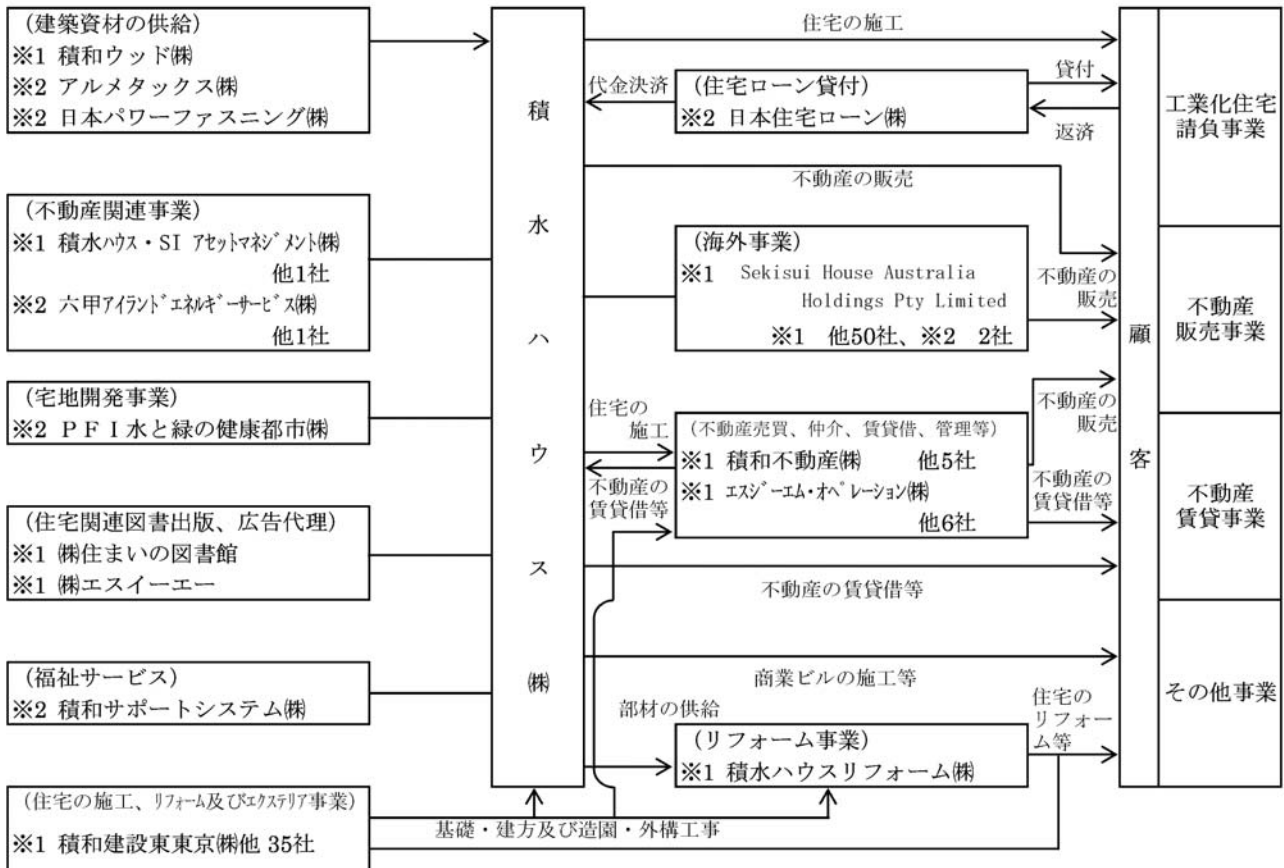 (建築資材の供給)
※1 積和ウッド㈱
※2 アルメタックス㈱
※2 日本パワーファスニング㈱
(不動産関連事業)
※1 積水ハウス・SI アセットマネジメント㈱
他1社
※2 六甲アイランドエネルギーサービス㈱
他1社
(宅地開発事業)
※2 PFI水と緑の健康都市㈱
(住宅関連図書出版、広告代理)
※1 ㈱住まいの図書館
※1 ㈱エスイーエー
(福祉サービス)
※2 積和サポートシステム㈱
(住宅の施工、リフォーム及びエクステリア事業)
※1 積和建設東東京㈱他 35社
積水ハウス㈱
住宅の施工
代金決済
(住宅ローン貸付)
※2 日本住宅ローン㈱
貸付
返済
不動産の販売
(海外事業)
※1 Sekisui House Australia
Holdings Pty Limited
※1 他50社、※2 2社
不動産の
販売
住宅の
施工
不動産の
賃貸借等
(不動産売買、仲介、賃貸借、管理等)
※1 積和不動産㈱ 他5社
※1 エスジーエム・オペレーション㈱
他6社
不動産の
販売
不動産の
賃貸借等
不動産の賃貸借等
商業ビルの施工等
部材の供給
(リフォーム事業)
※1 積水ハウスリフォーム㈱
住宅の
リフォー
ム等
基礎・建方及び造園・外構工事
顧客
工業化住宅
請負事業
不動産
販売事業
不動産
賃貸事業
その他事業